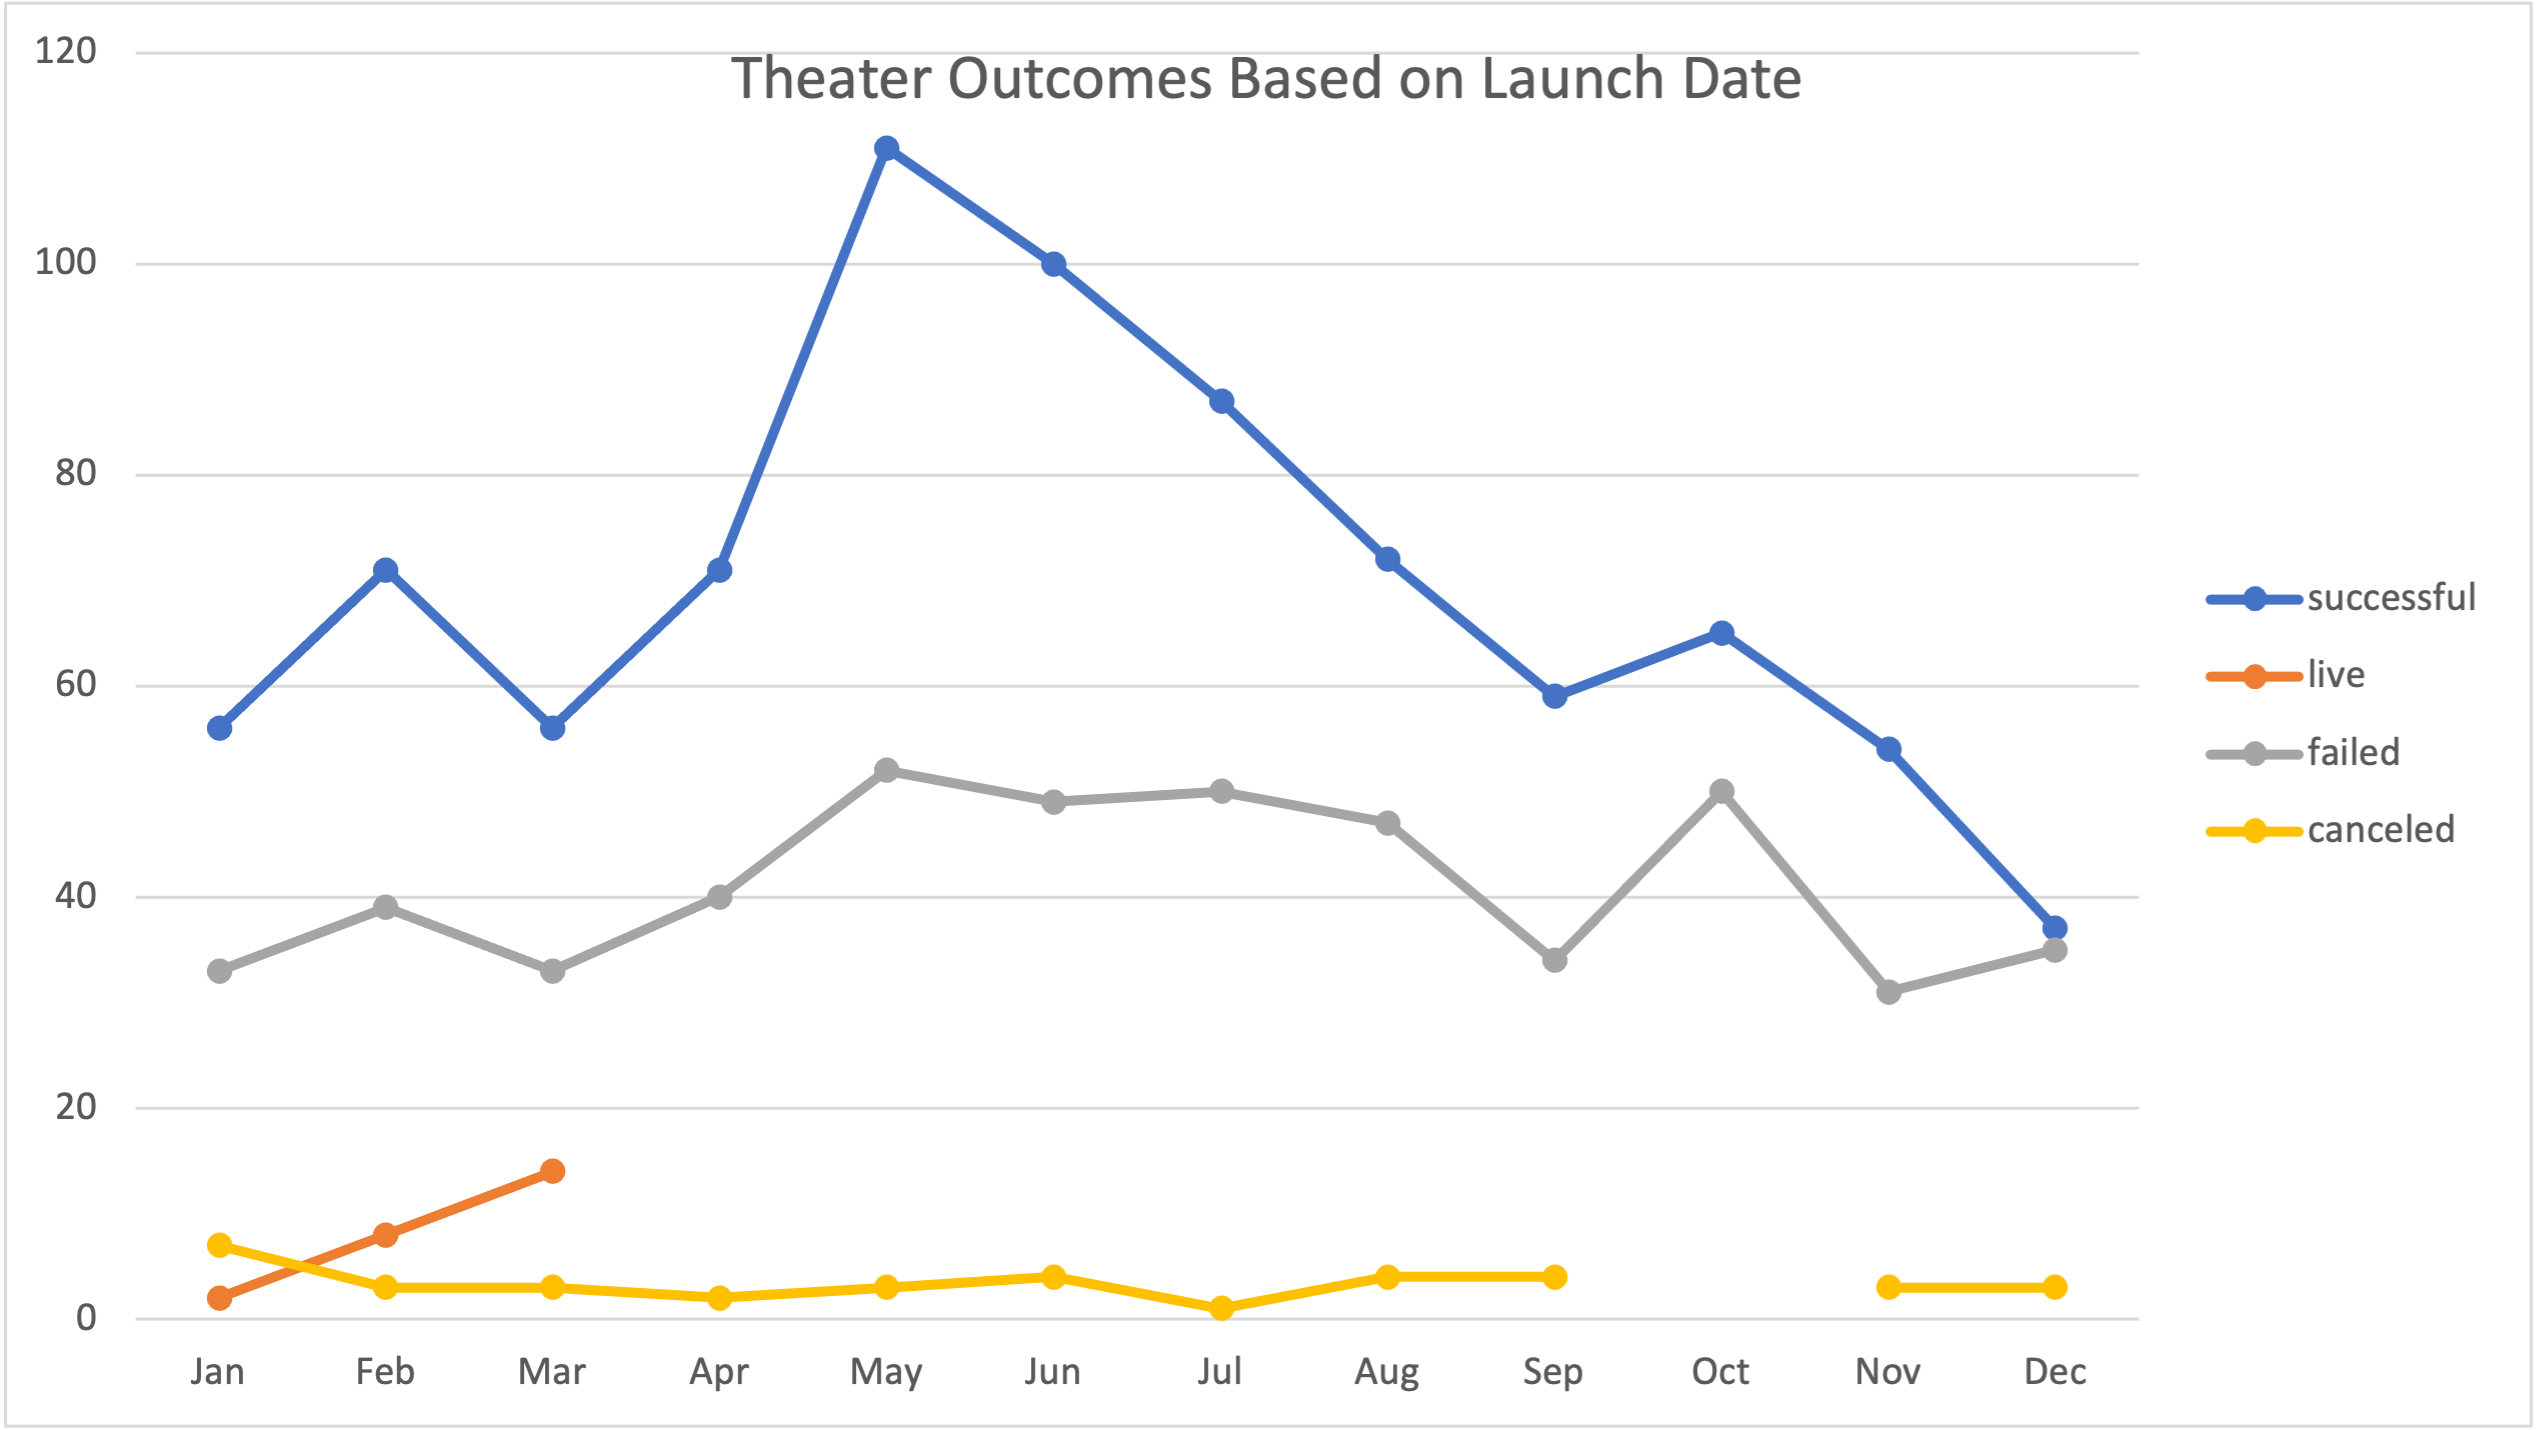 Theater Outcomes Based on Launch Date
120
100
80
60
40
20
0
Jan Feb Mar Apr May Jun Jul Aug Sep Oct Nov Dec
successful
live
failed
canceled